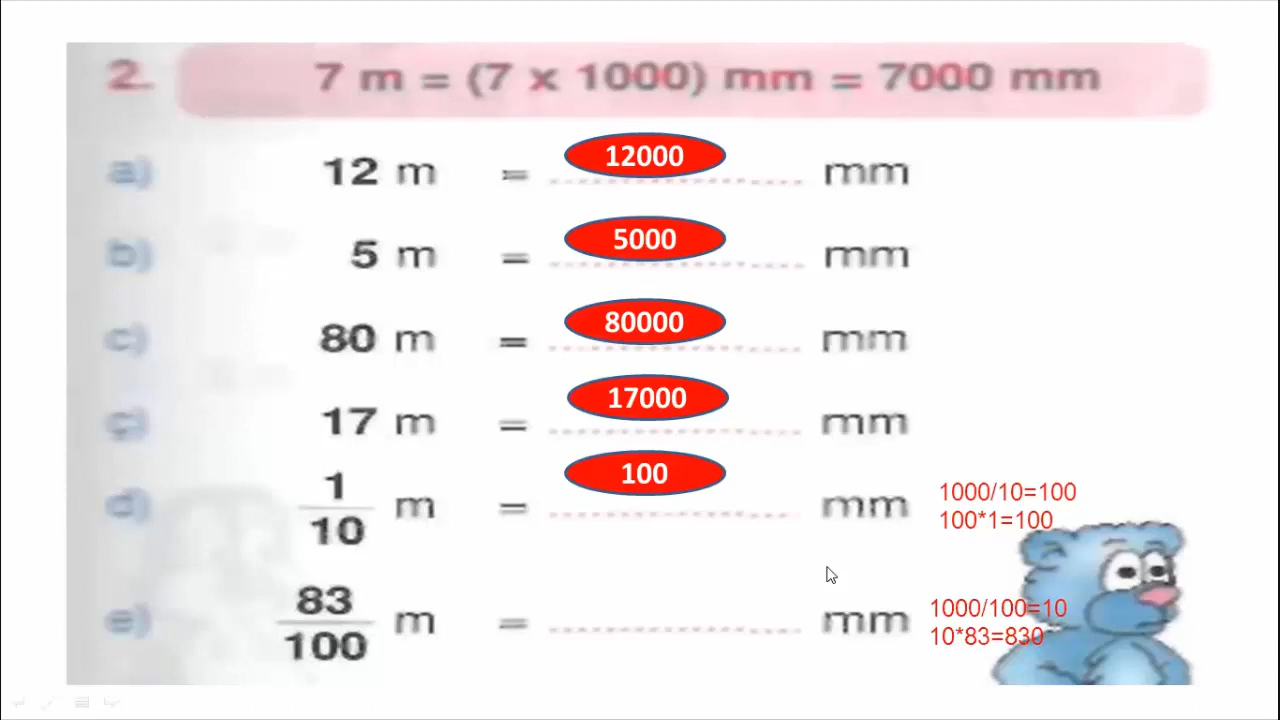 2. 7 m = (7 x 1000) mm = 7000 mm
a) 12 m = 12000 mm
b) 5 m = 5000 mm
c) 80 m = 80000 mm
ç) 17 m = 17000 mm
d) 1/10 m = 100 mm
1000/10=100
100*1=100
e) 83/100 m = .................... mm
1000/100=10
10*83=830